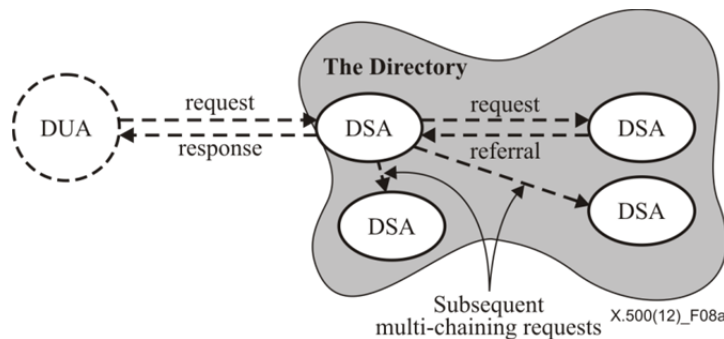 The Directory
request
request
DUA
DSA
DSA
response
referral
DSA
DSA
Subsequent
multi-chaining requests
X.500(12)_F08a